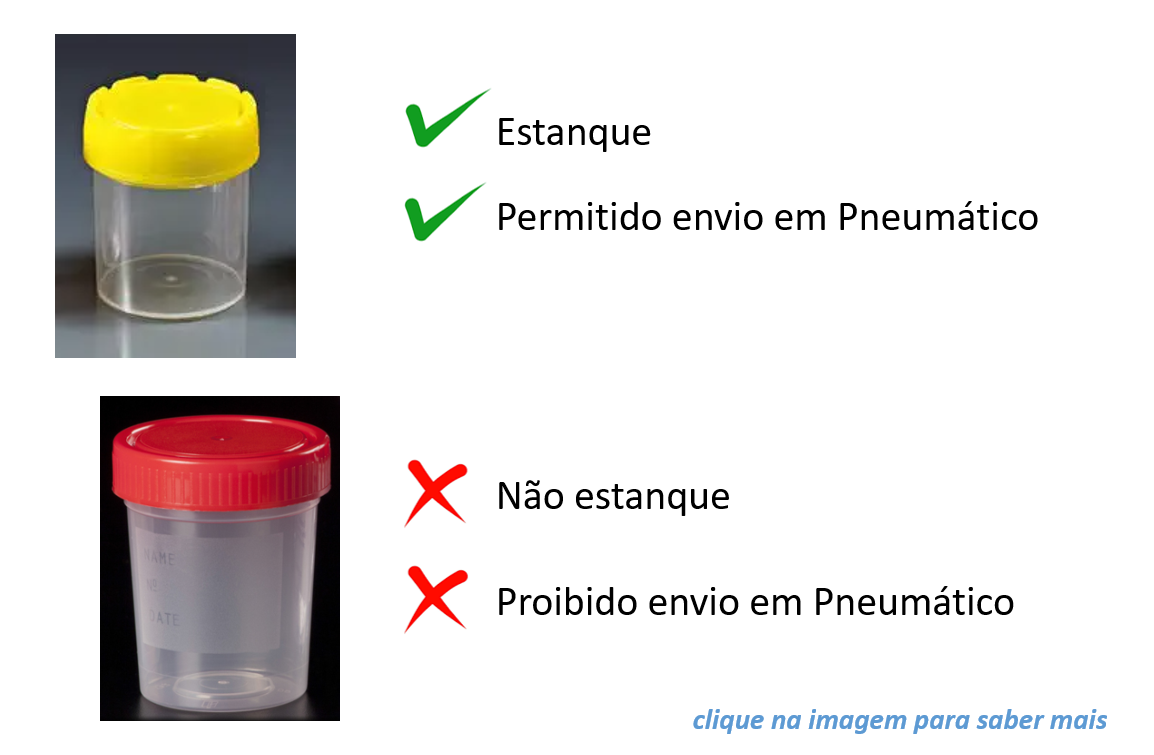 Estanque
Permitido envio em Pneumático
Não estanque
NAME
Nº
DATE
Proibido envio em Pneumático
clique na imagem para saber mais